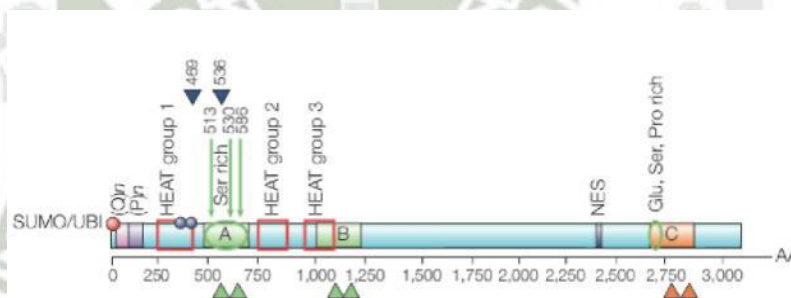 469
536
513
530
586
HEAT group 1
Ser rich
HEAT group 2
HEAT group 3
NES
Glu, Ser, Pro rich
(Q)n
(P)n
SUMO/UBI
A
B
C
0 250 500 750 1,000 1,250 1,500 1,750 2,000 2,250 2,500 2,750 3,000